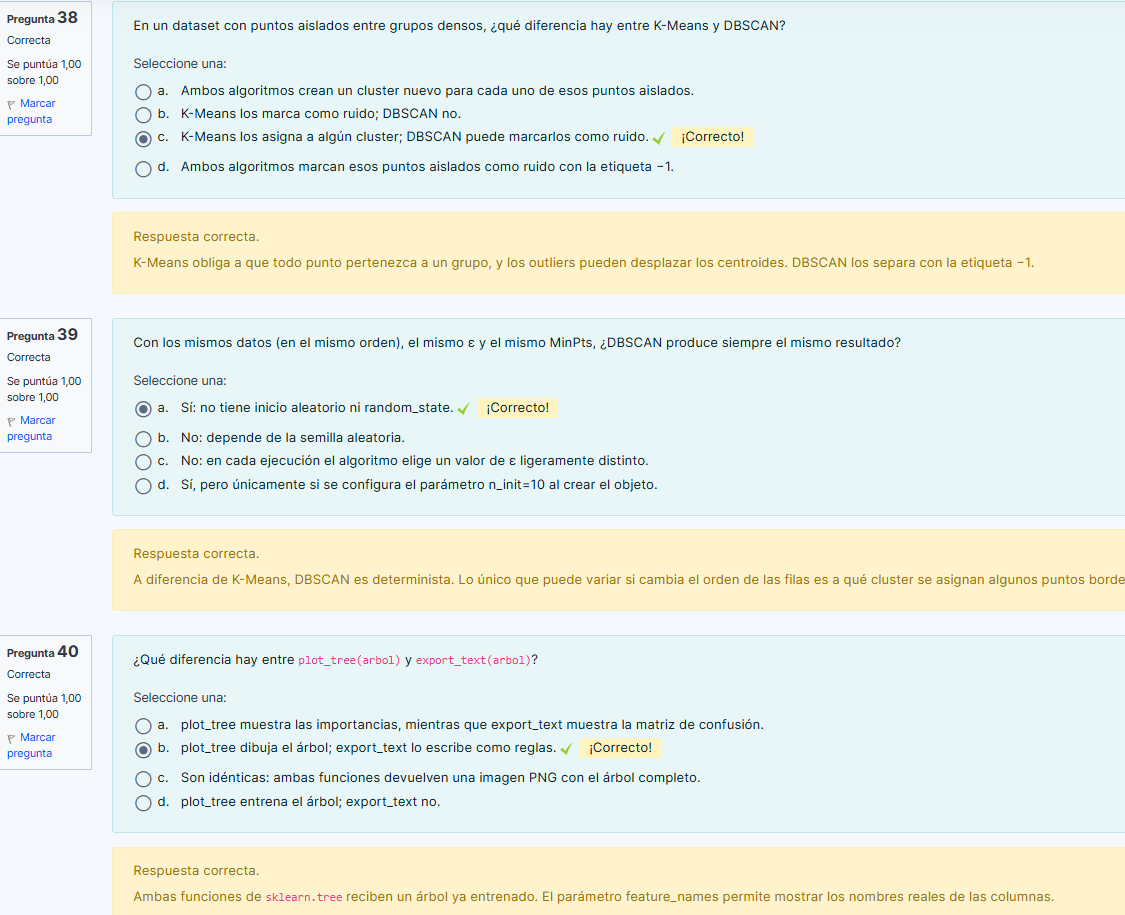 Pregunta 38
Correcta
Se puntúa 1,00
sobre 1,00
Marcar
pregunta
En un dataset con puntos aislados entre grupos densos, ¿qué diferencia hay entre K-Means y DBSCAN?
Seleccione una:
a. Ambos algoritmos crean un cluster nuevo para cada uno de esos puntos aislados.
b. K-Means los marca como ruido; DBSCAN no.
c. K-Means los asigna a algún cluster; DBSCAN puede marcarlos como ruido. ¡Correcto!
d. Ambos algoritmos marcan esos puntos aislados como ruido con la etiqueta −1.
Respuesta correcta.
K-Means obliga a que todo punto pertenezca a un grupo, y los outliers pueden desplazar los centroides. DBSCAN los separa con la etiqueta −1.
Pregunta 39
Correcta
Se puntúa 1,00
sobre 1,00
Marcar
pregunta
Con los mismos datos (en el mismo orden), el mismo ε y el mismo MinPts, ¿DBSCAN produce siempre el mismo resultado?
Seleccione una:
a. Sí: no tiene inicio aleatorio ni random_state. ¡Correcto!
b. No: depende de la semilla aleatoria.
c. No: en cada ejecución el algoritmo elige un valor de ε ligeramente distinto.
d. Sí, pero únicamente si se configura el parámetro n_init=10 al crear el objeto.
Respuesta correcta.
A diferencia de K-Means, DBSCAN es determinista. Lo único que puede variar si cambia el orden de las filas es a qué cluster se asignan algunos puntos borde
Pregunta 40
Correcta
Se puntúa 1,00
sobre 1,00
Marcar
pregunta
¿Qué diferencia hay entre plot_tree(arbol) y export_text(arbol)?
Seleccione una:
a. plot_tree muestra las importancias, mientras que export_text muestra la matriz de confusión.
b. plot_tree dibuja el árbol; export_text lo escribe como reglas. ¡Correcto!
c. Son idénticas: ambas funciones devuelven una imagen PNG con el árbol completo.
d. plot_tree entrena el árbol; export_text no.
Respuesta correcta.
Ambas funciones de sklearn.tree reciben un árbol ya entrenado. El parámetro feature_names permite mostrar los nombres reales de las columnas.